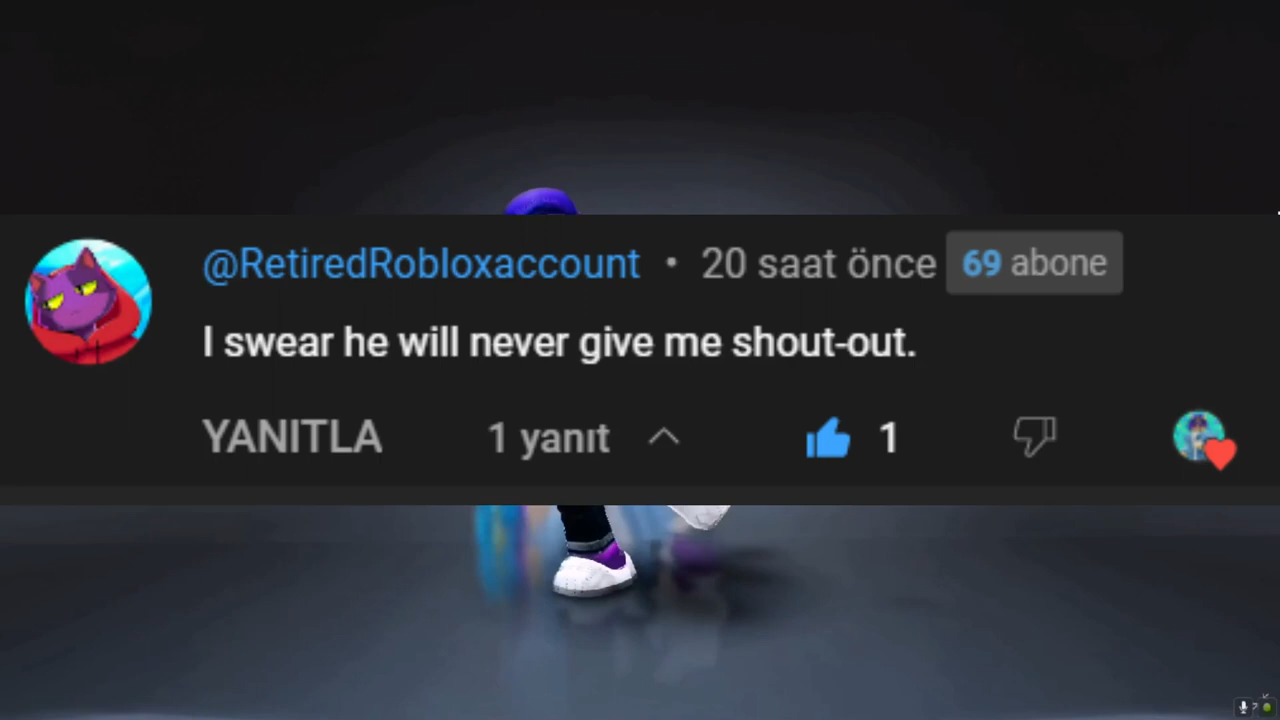 @RetiredRobloxaccount • 20 saat önce 69 abone
I swear he will never give me shout-out.
YANITLA 1 yanıt 1